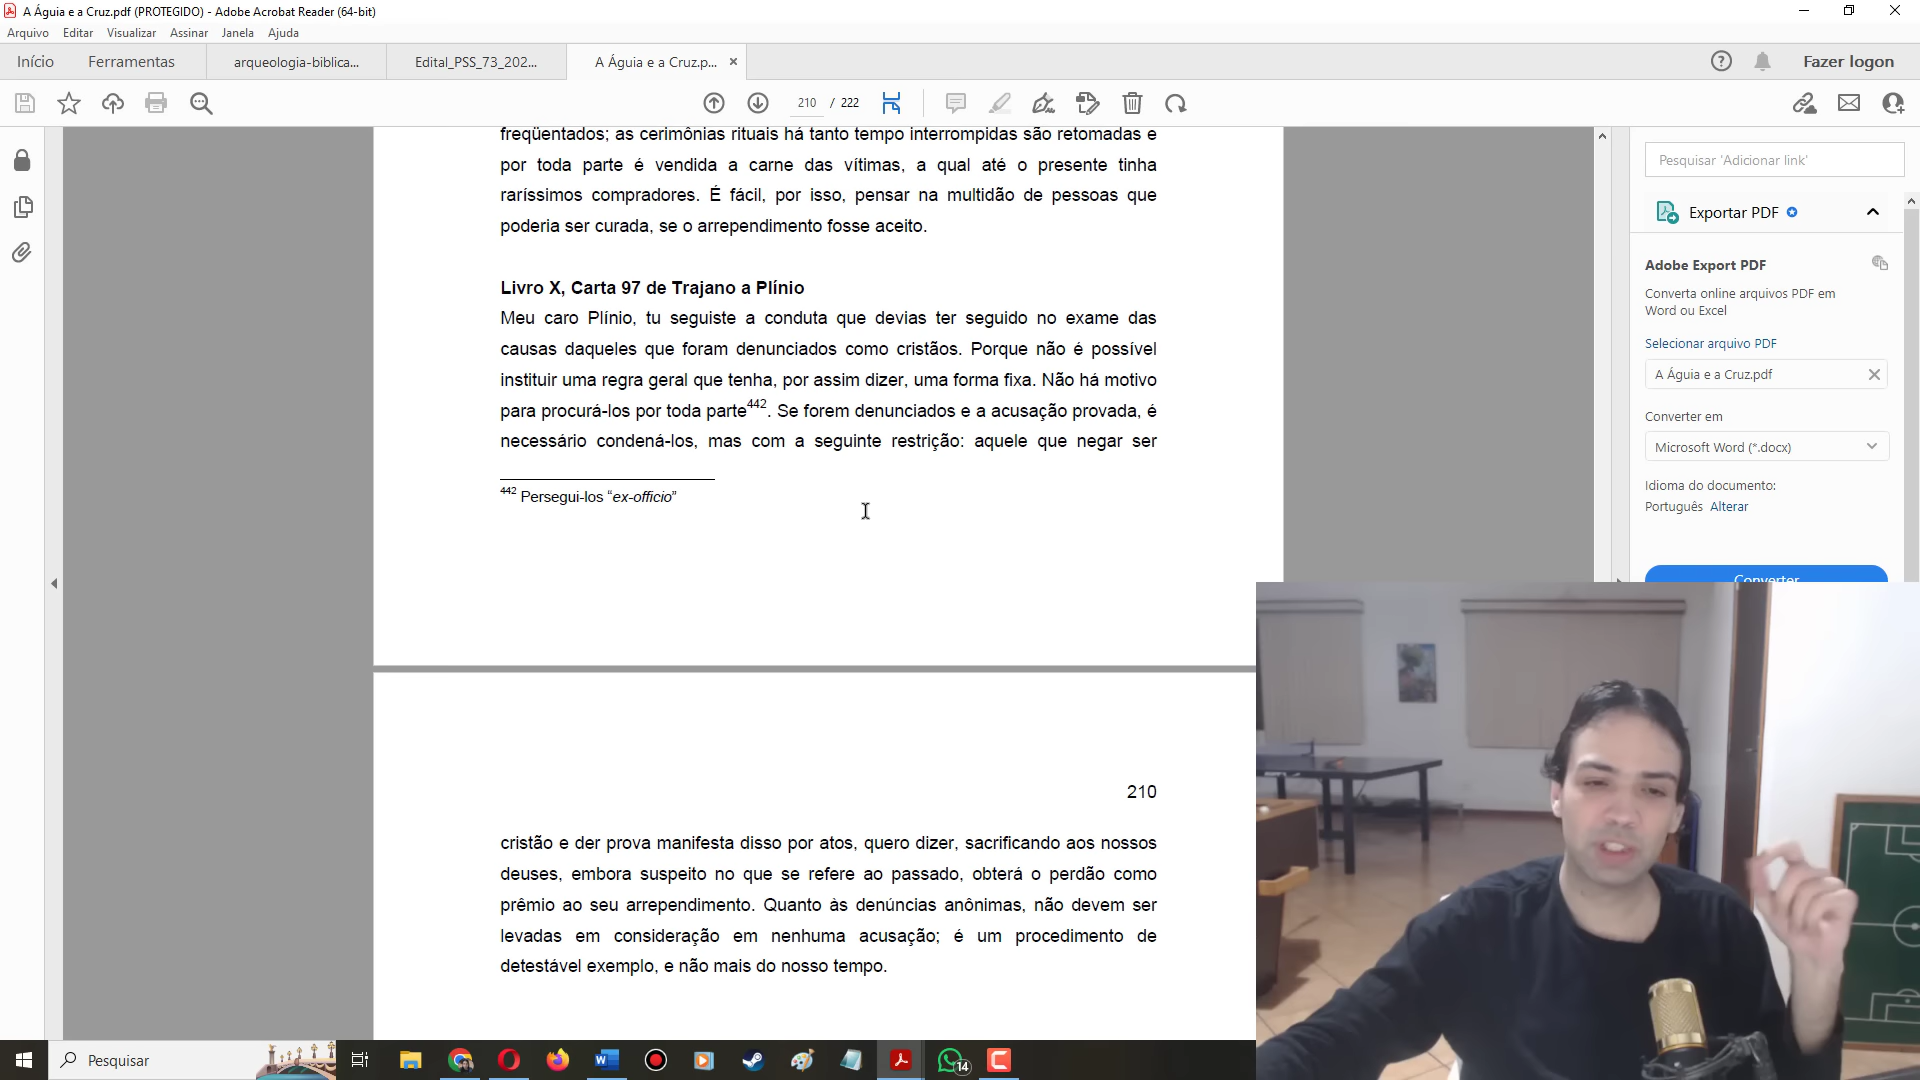 A Águia e a Cruz.pdf (PROTEGIDO) - Adobe Acrobat Reader (64-bit)
Arquivo Editar Visualizar Assinar Janela Ajuda
Início Ferramentas arqueologia-biblica... Edital_PSS_73_202... A Águia e a Cruz.p... Fazer logon
210 / 222
freqüentados; as cerimônias rituais há tanto tempo interrompidas são retomadas e
por toda parte é vendida a carne das vítimas, a qual até o presente tinha
raríssimos compradores. É fácil, por isso, pensar na multidão de pessoas que
poderia ser curada, se o arrependimento fosse aceito.
Livro X, Carta 97 de Trajano a Plínio
Meu caro Plínio, tu seguiste a conduta que devias ter seguido no exame das
causas daqueles que foram denunciados como cristãos. Porque não é possível
instituir uma regra geral que tenha, por assim dizer, uma forma fixa. Não há motivo
para procurá-los por toda parte442. Se forem denunciados e a acusação provada, é
necessário condená-los, mas com a seguinte restrição: aquele que negar ser
442 Persegui-los “ex-officio”
210
cristão e der prova manifesta disso por atos, quero dizer, sacrificando aos nossos
deuses, embora suspeito no que se refere ao passado, obterá o perdão como
prêmio ao seu arrependimento. Quanto às denúncias anônimas, não devem ser
levadas em consideração em nenhuma acusação; é um procedimento de
detestável exemplo, e não mais do nosso tempo.
Pesquisar 'Adicionar link'
Exportar PDF
Adobe Export PDF
Converta online arquivos PDF em
Word ou Excel
Selecionar arquivo PDF
A Águia e a Cruz.pdf
Converter em
Microsoft Word (*.docx)
Idioma do documento:
Português Alterar
Converter
Pesquisar
14